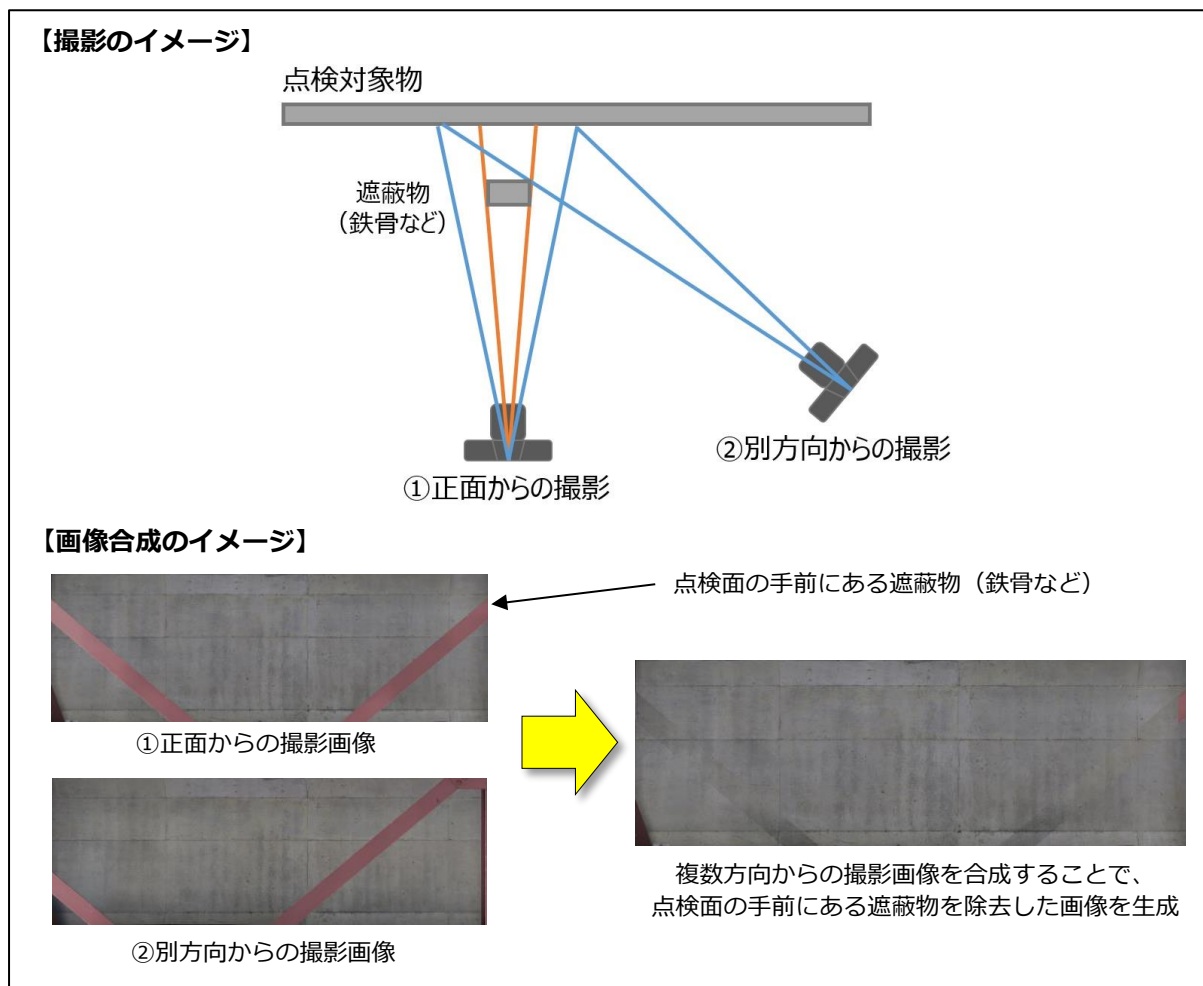 【撮影のイメージ】
点検対象物
遮蔽物
（鉄骨など）
②別方向からの撮影
①正面からの撮影
【画像合成のイメージ】
点検面の手前にある遮蔽物（鉄骨など）
①正面からの撮影画像
②別方向からの撮影画像
複数方向からの撮影画像を合成することで、
点検面の手前にある遮蔽物を除去した画像を生成